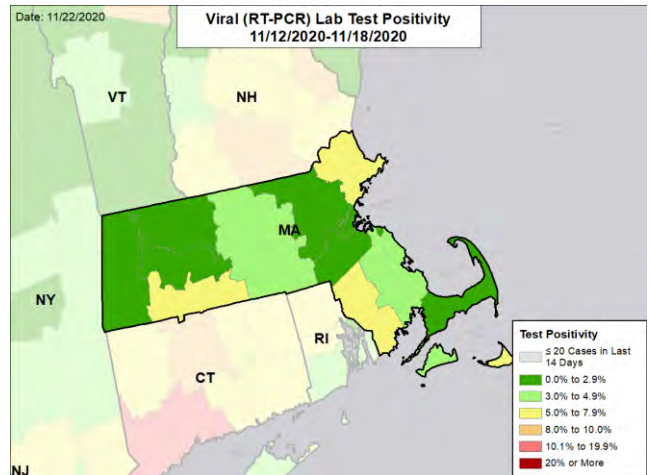 Date: 11/22/2020
Viral (RT-PCR) Lab Test Positivity
11/12/2020-11/18/2020
VT
NH
MA
NY
CT
RI
NJ
Test Positivity
≤ 20 Cases in Last
14 Days
0.0% to 2.9%
3.0% to 4.9%
5.0% to 7.9%
8.0% to 10.0%
10.1% to 19.9%
20% or More